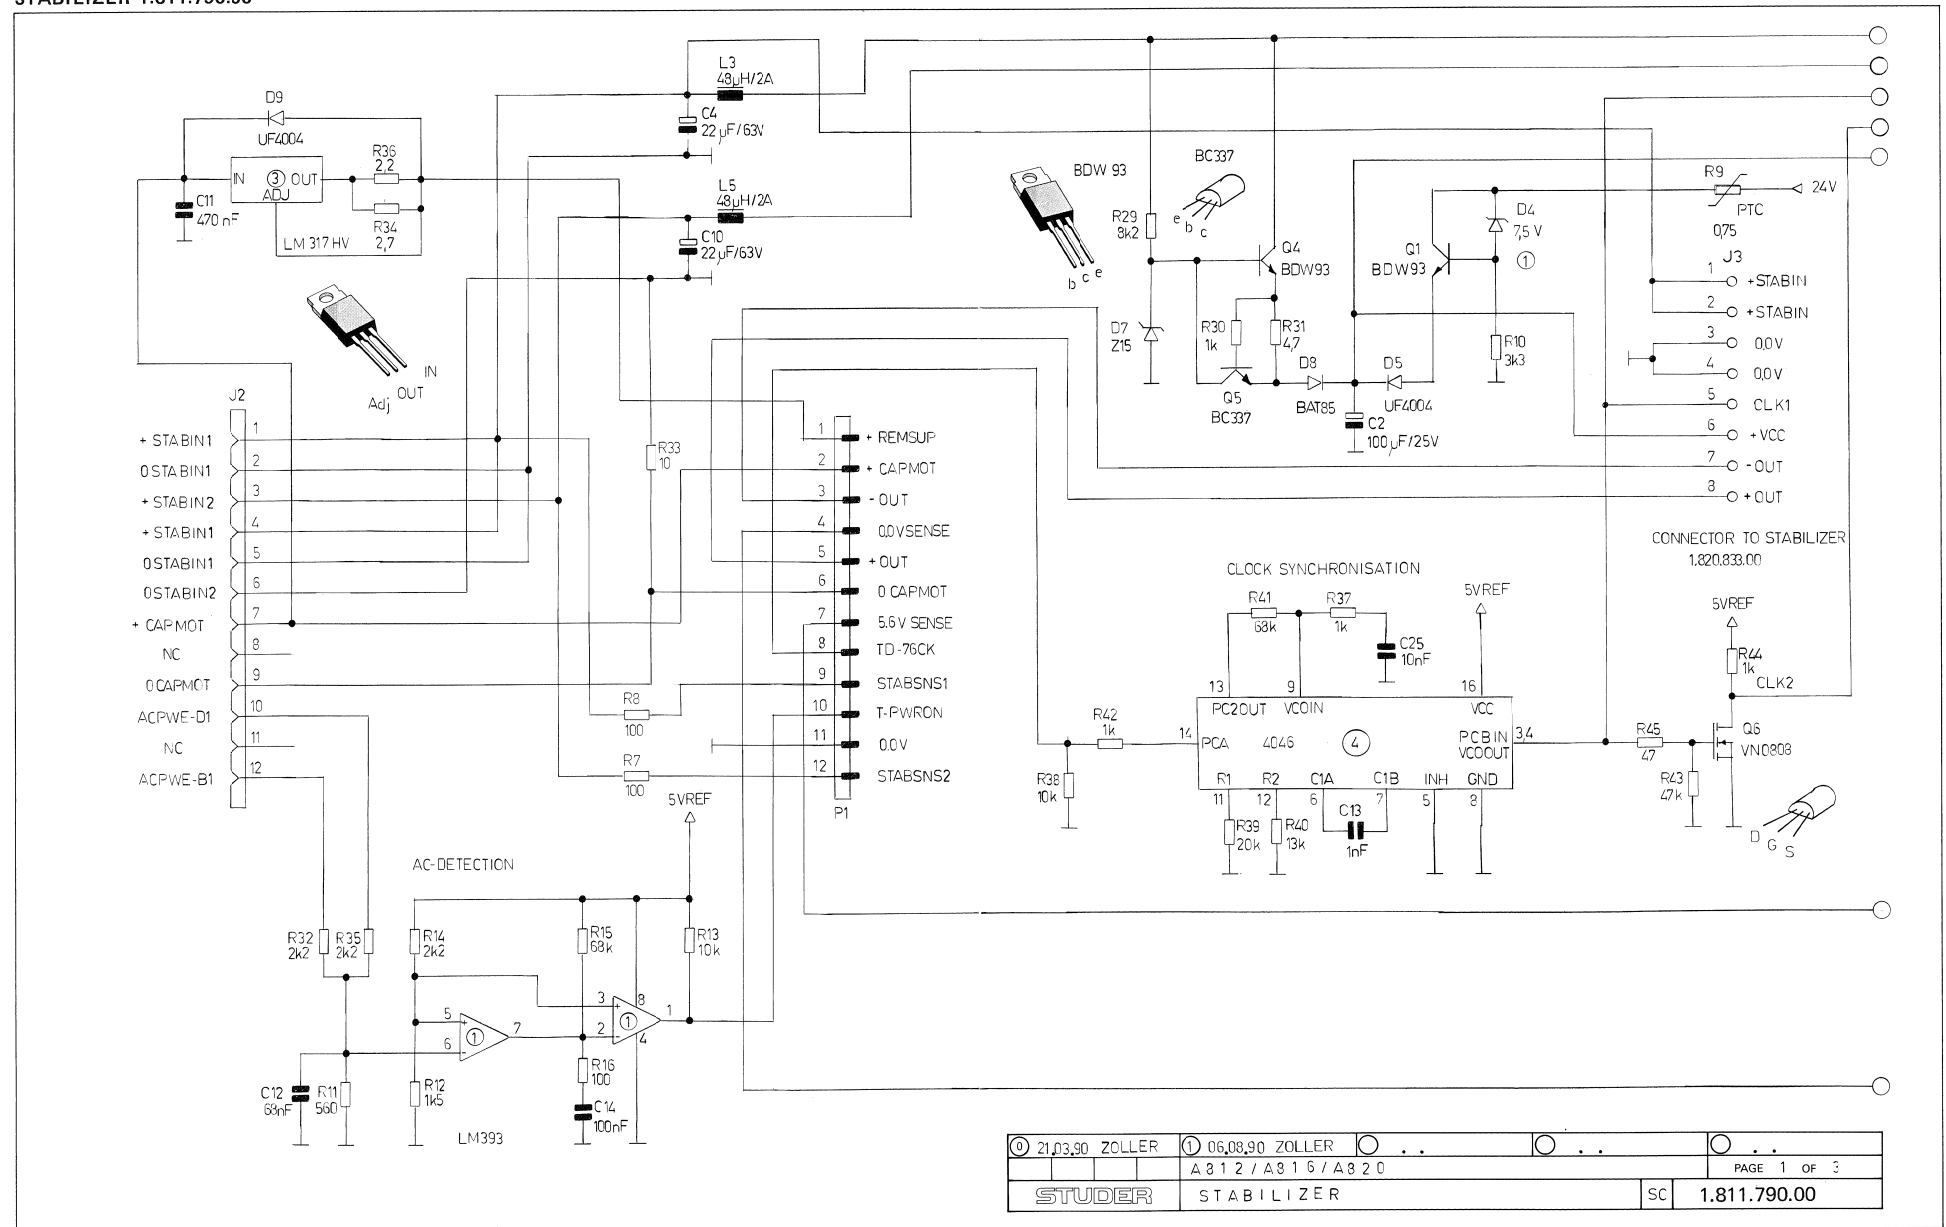 D9
UF4004
IN
3
OUT
ADJ
C11
470 nF
R36
2,2
R34
2,7
LM 317 HV
IN
OUT
Adj
L3
48µH/2A
C4
22µF/63V
L5
48µH/2A
C10
22µF/63V
BDW 93
b c e
BC337
e b c
R29
8k2
D7
Z15
Q4
BDW93
R30
1k
R31
4,7
Q5
BC337
D8
BAT85
D5
UF4004
C2
100µF/25V
Q1
BDW93
D4
7,5 V
1
R10
3k3
R9
PTC
0,75
24V
J3
1 +STABIN
2 +STABIN
3 0,0V
4 0,0V
5 CLK1
6 +VCC
7 -OUT
8 +OUT
CONNECTOR TO STABILIZER
1.820.833.00
J2
+ STABIN1 1
0STABIN1 2
+ STABIN2 3
+ STABIN1 4
0STABIN1 5
0STABIN2 6
+ CAPMOT 7
NC 8
0CAPMOT 9
ACPWE-D1 10
NC 11
ACPWE-B1 12
R33
10
R8
100
R7
100
1 + REMSUP
2 + CAPMOT
3 - OUT
4 0,0VSENSE
5 + OUT
6 0 CAPMOT
7 5.6V SENSE
8 TD-76CK
9 STABSNS1
10 T-PWRON
11 0.0V
12 STABSNS2
P1
CLOCK SYNCHRONISATION
R41
68k
R37
1k
C25
10nF
5VREF
13
9
16
PC2OUT
VCOIN
VCC
R42
1k
14
PCA
4046
4
PCBIN
VCOOUT
3,4
R38
10k
R1
R2
C1A
C1B
INH
GND
11
12
6
7
5
8
R39
20k
R40
13k
C13
1nF
5VREF
R44
1k
CLK2
R45
47
R43
47k
Q6
VN0808
D G S
5VREF
AC-DETECTION
R32
2k2
R35
2k2
R14
2k2
R15
68k
R13
10k
5
6
7
1
3
2
8
4
1
1
C12
68nF
R11
560
R12
1k5
R16
100
C14
100nF
LM393
0 21.03.90 ZOLLER
1 06.08.90 ZOLLER
A812/A816/A820
PAGE 1 OF 3
STUDER
STABILIZER
SC
1.811.790.00